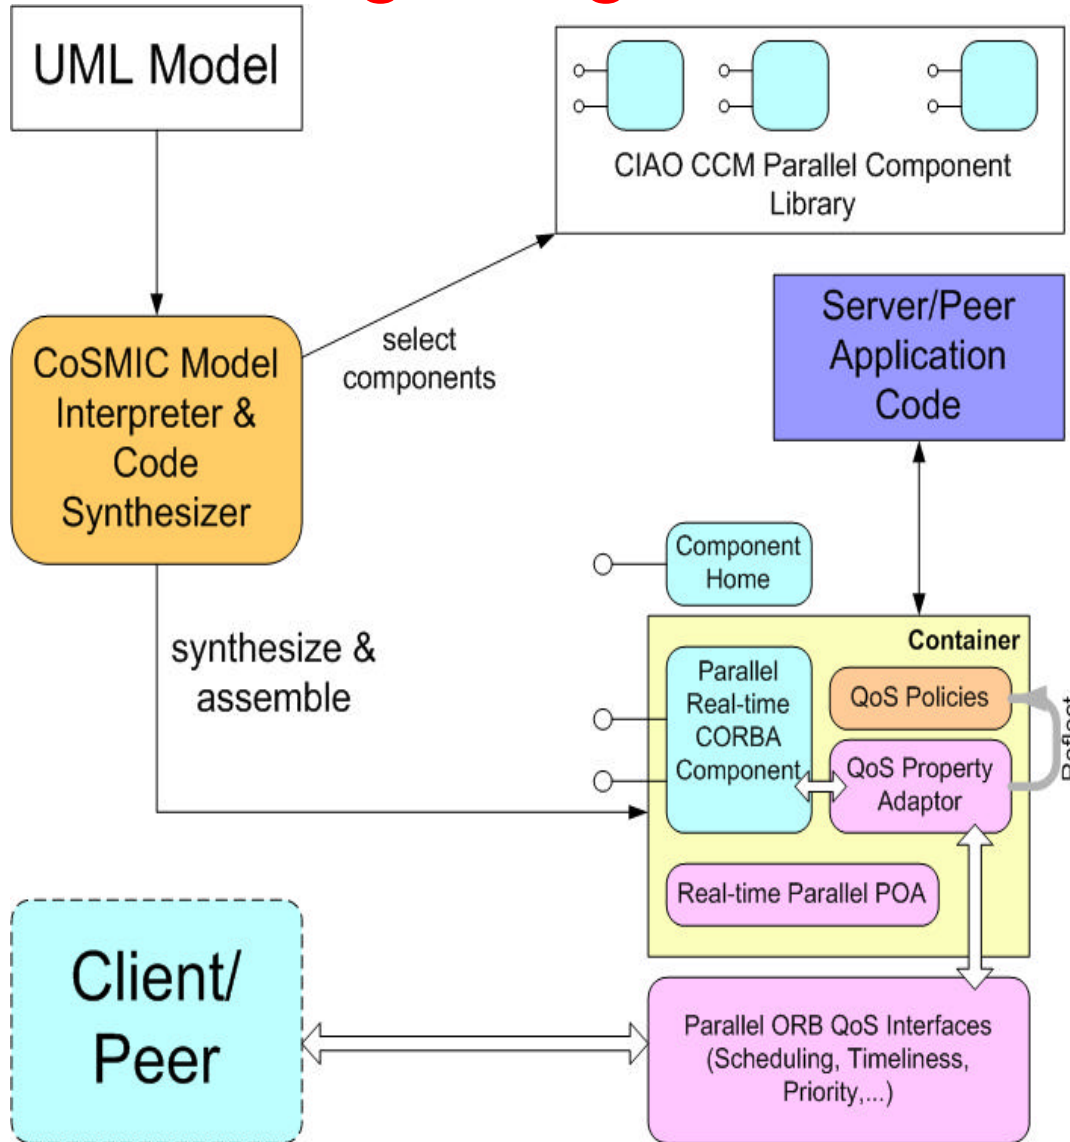 UML Model
CIAO CCM Parallel Component
Library
CoSMIC Model
Interpreter &
Code
Synthesizer
select
components
Server/Peer
Application
Code
Component
Home
synthesize &
assemble
Container
Parallel
Real-time
CORBA
Component
QoS Policies
QoS Property
Adaptor
Reflect
Real-time Parallel POA
Client/
Peer
Parallel ORB QoS Interfaces
(Scheduling, Timeliness,
Priority,...)